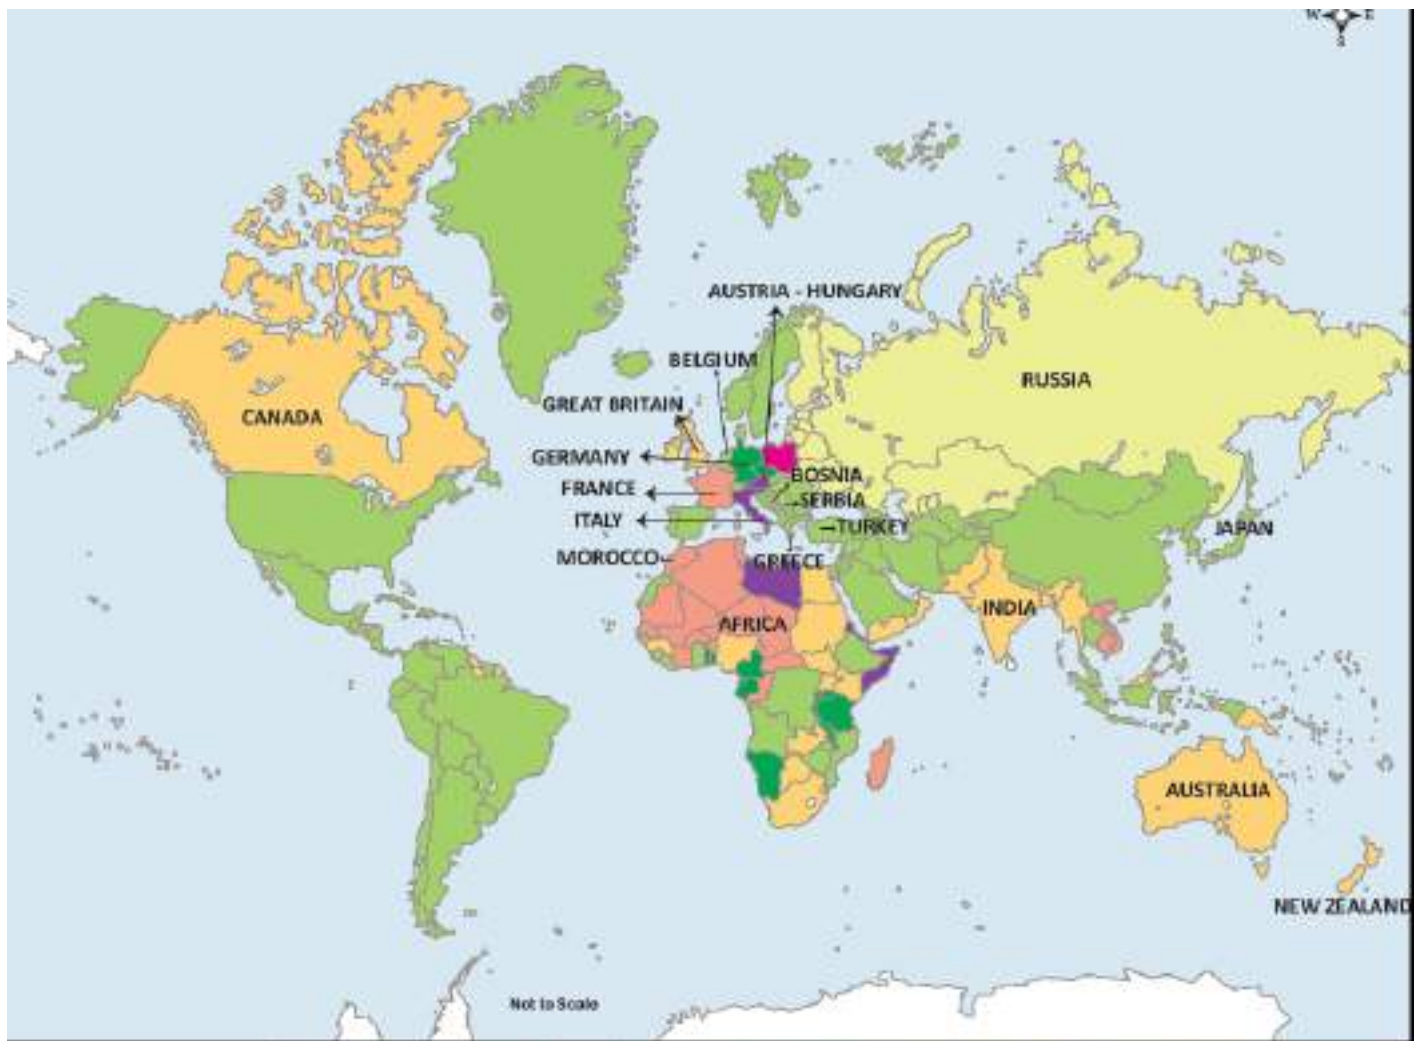 W E
S
AUSTRIA - HUNGARY
BELGIUM
RUSSIA
GREAT BRITAIN
CANADA
GERMANY
BOSNIA
FRANCE
SERBIA
ITALY
TURKEY
JAPAN
MOROCCO
GREECE
INDIA
AFRICA
AUSTRALIA
NEW ZEALAND
Not to Scale